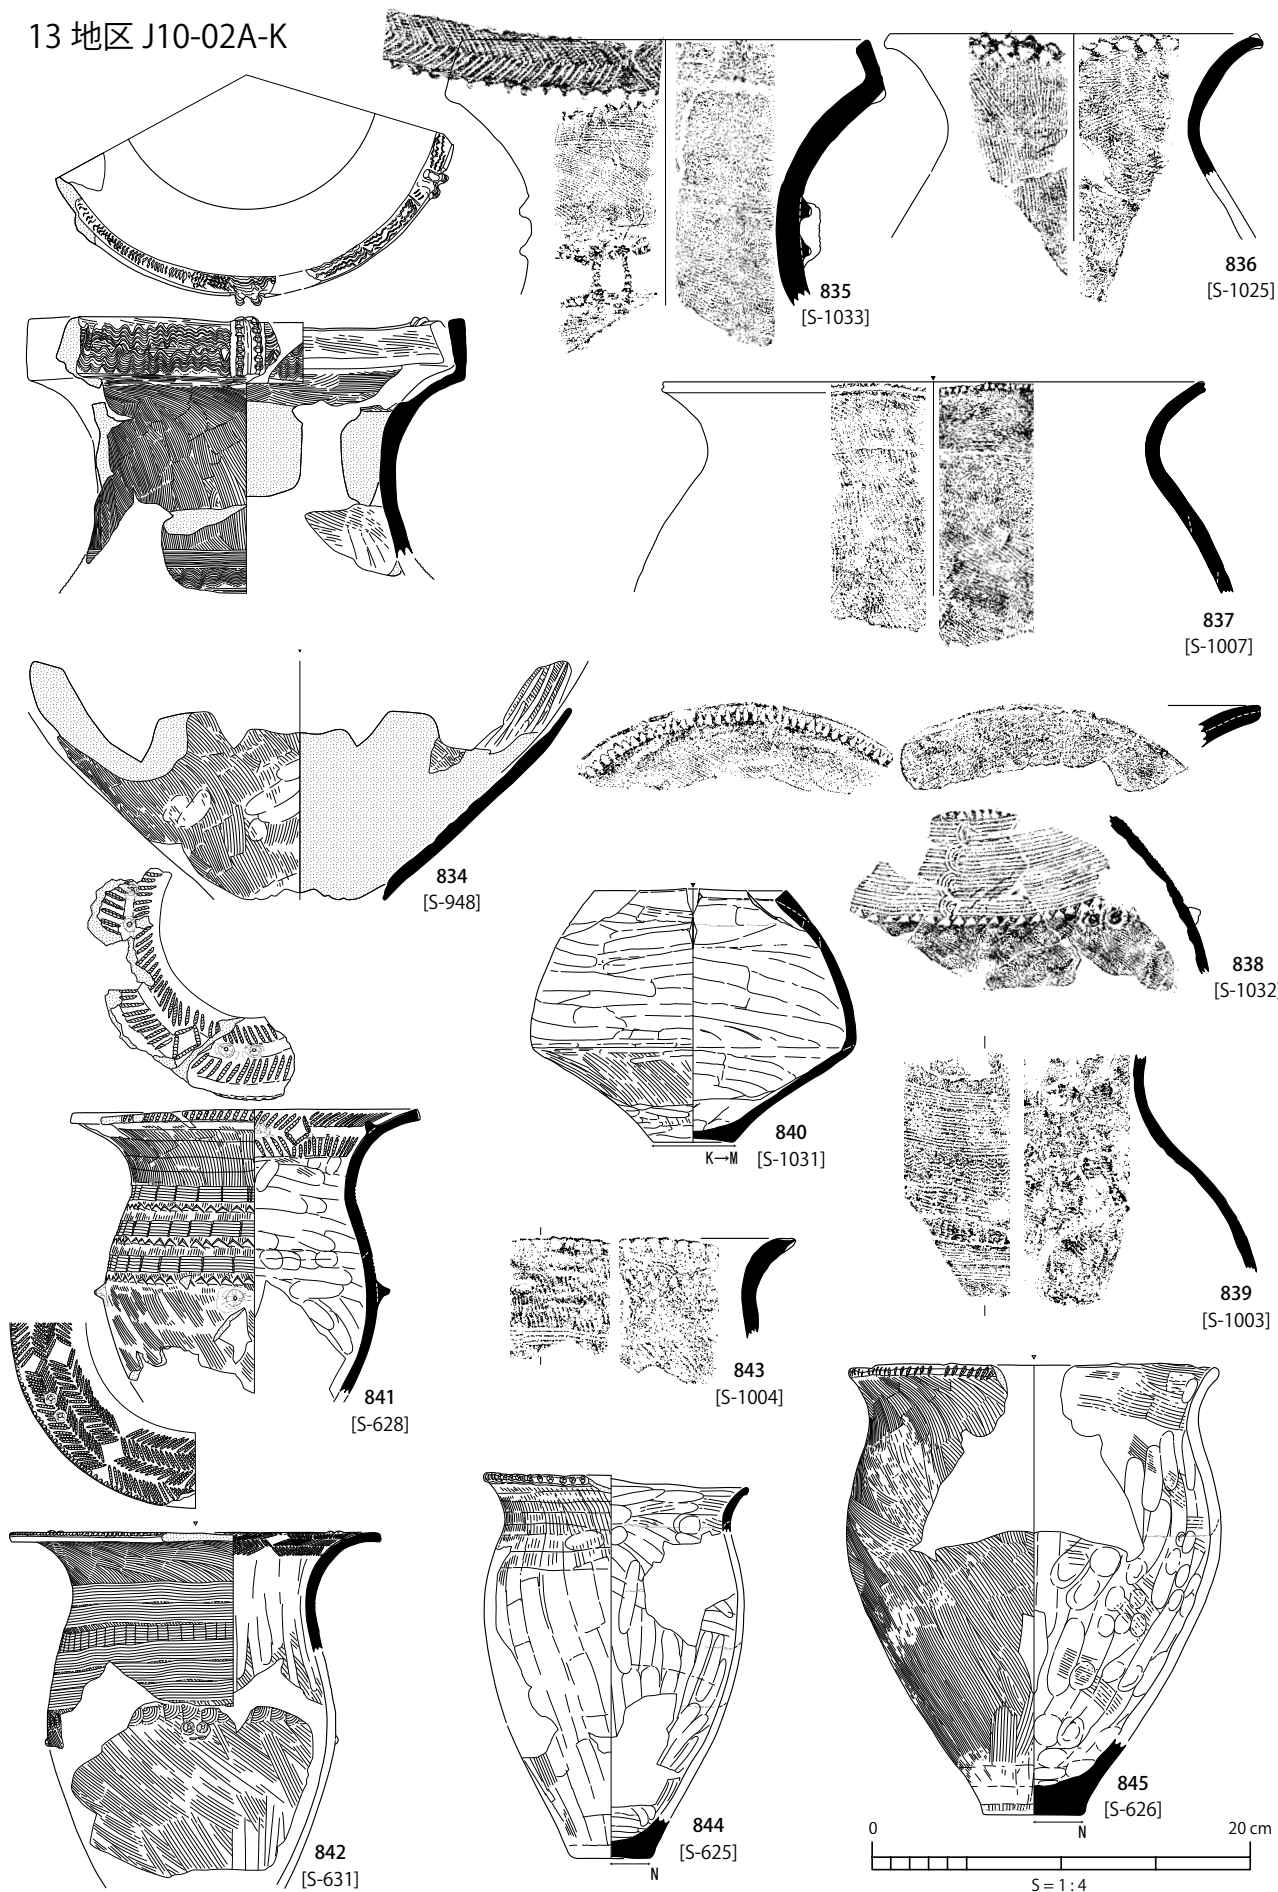 13 地区 J10-02A-K
835
[S-1033]
836
[S-1025]
837
[S-1007]
834
[S-948]
838
[S-1032]
840
[S-1031]
K→M
839
[S-1003]
841
[S-628]
843
[S-1004]
842
[S-631]
844
[S-625]
N
845
[S-626]
N
0 20 cm
S = 1 : 4